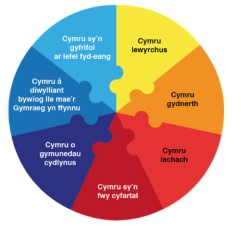 Cymru
lewyrchus
Cymru
gydnerth
Cymru
iachach
Cymru sy'n
fwy cyfartal
Cymru o
gymunedau
cydlynus
Cymru â
diwylliant
bywiog lle mae'r
Gymraeg yn ffynnu
Cymru sy'n
gyfrifol
ar lefel fyd-eang